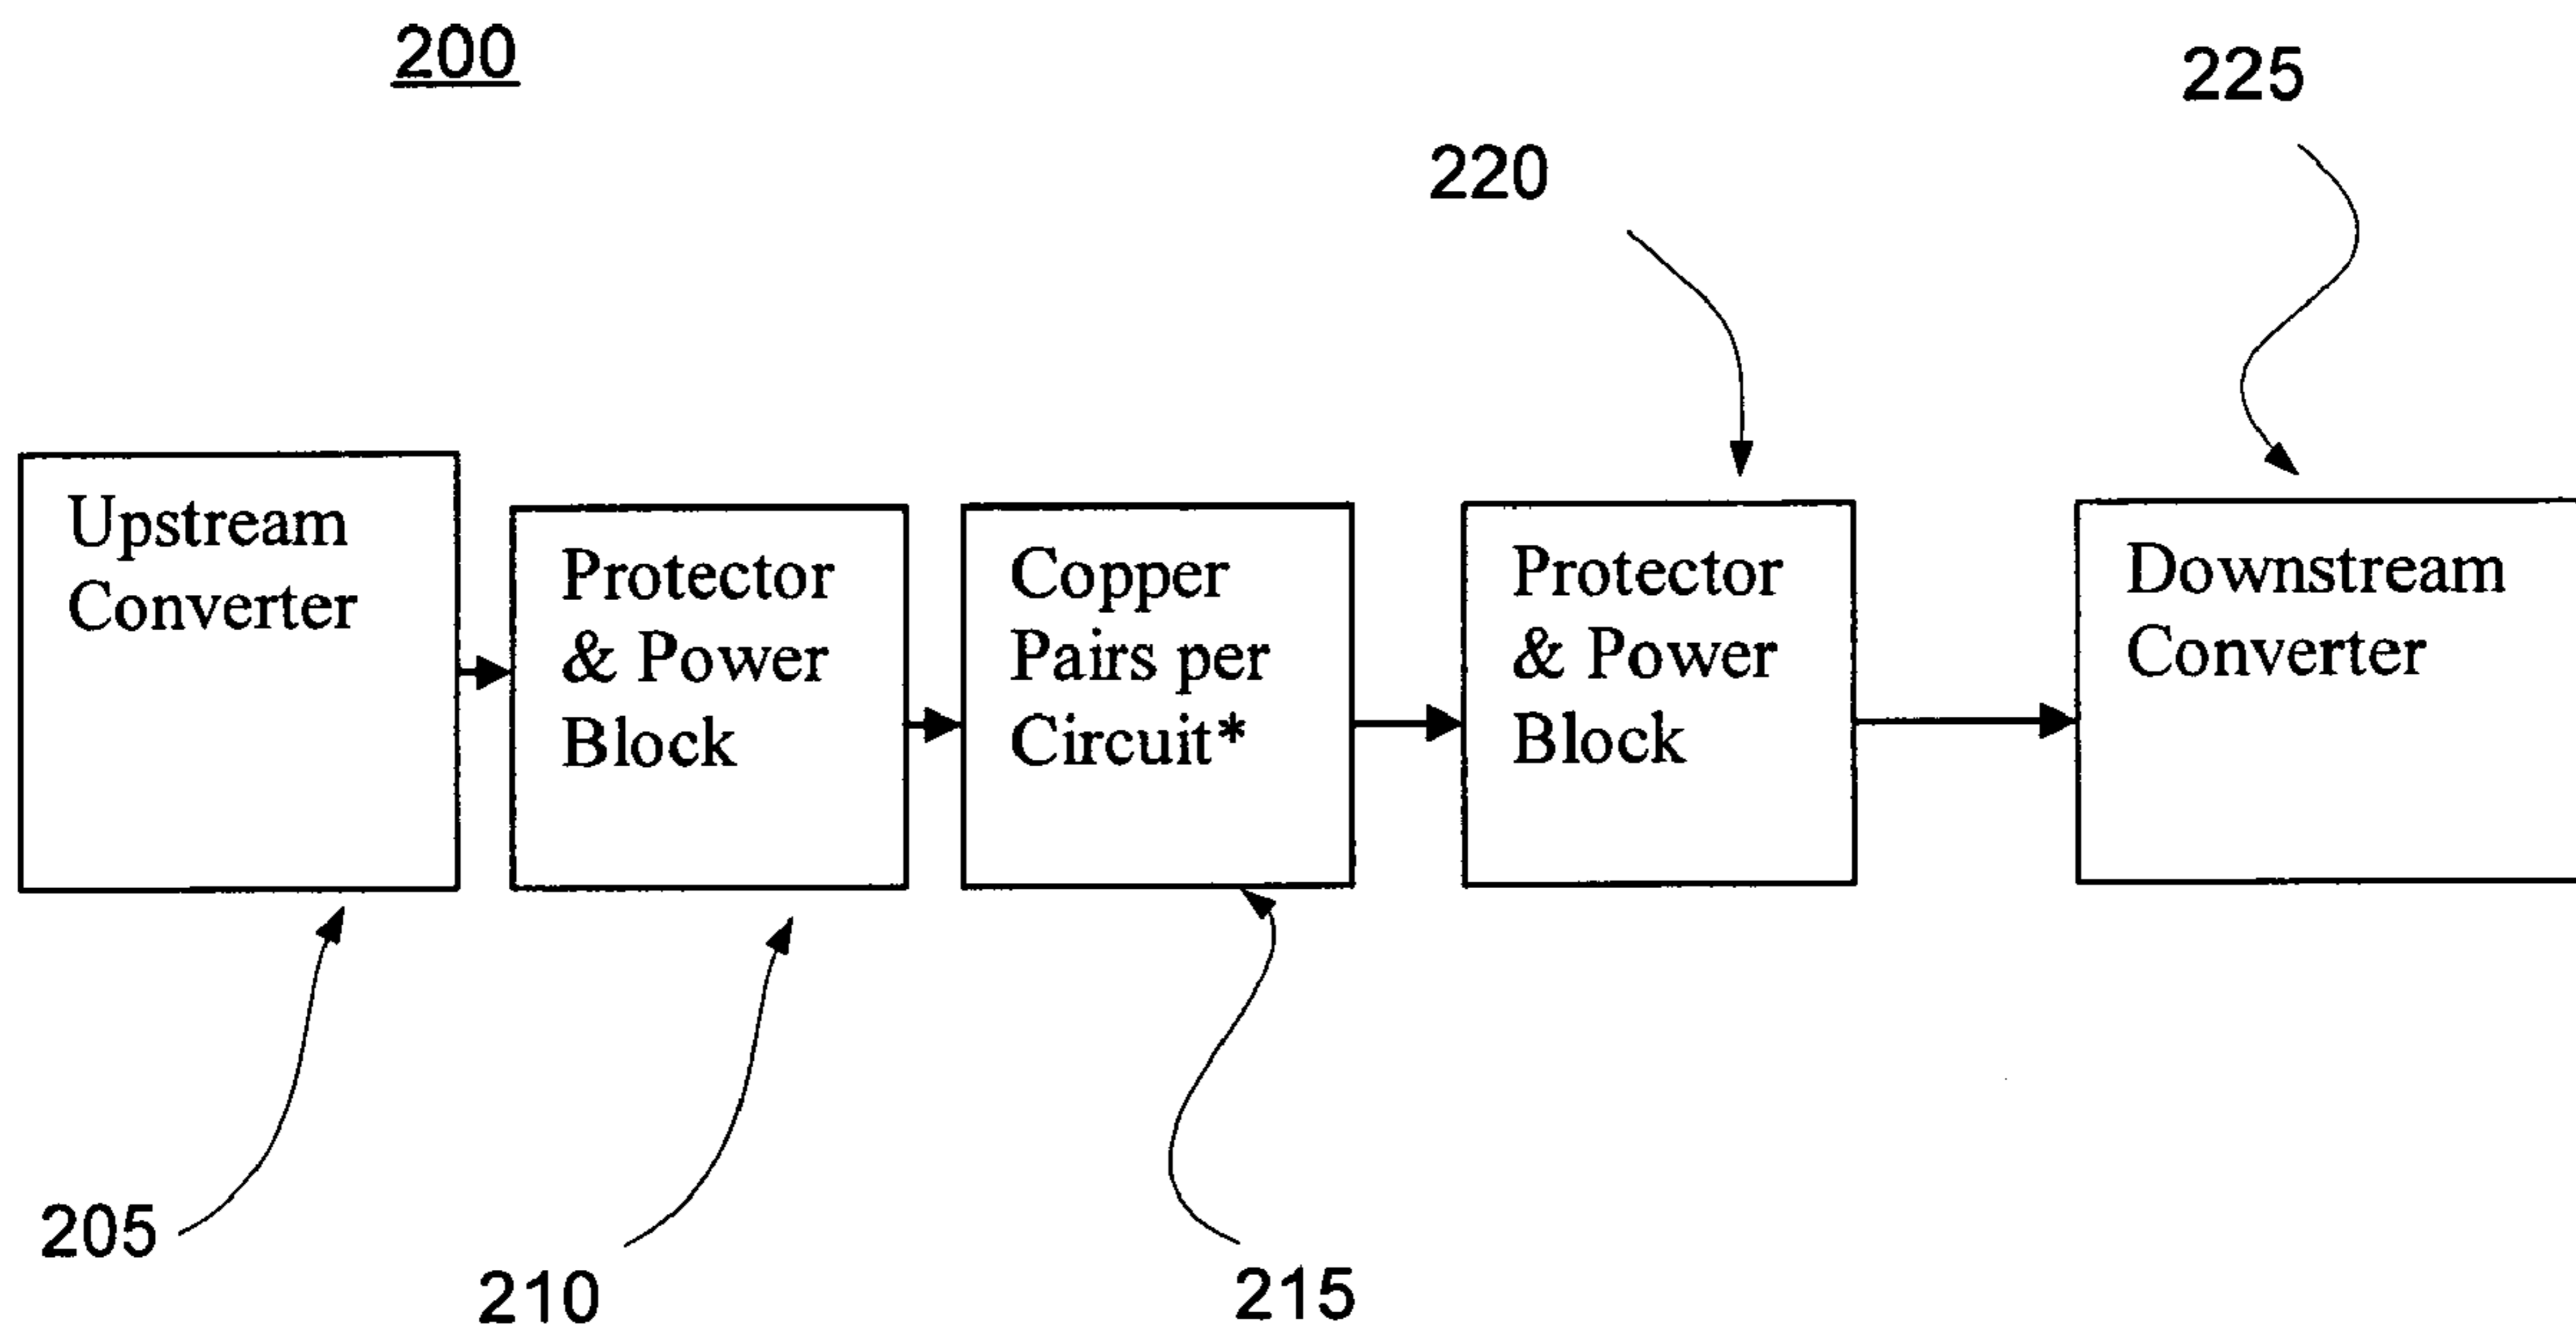 200
225
220
Upstream
Converter
Protector
& Power
Block
Copper
Pairs per
Circuit*
Protector
& Power
Block
Downstream
Converter
205
210
215